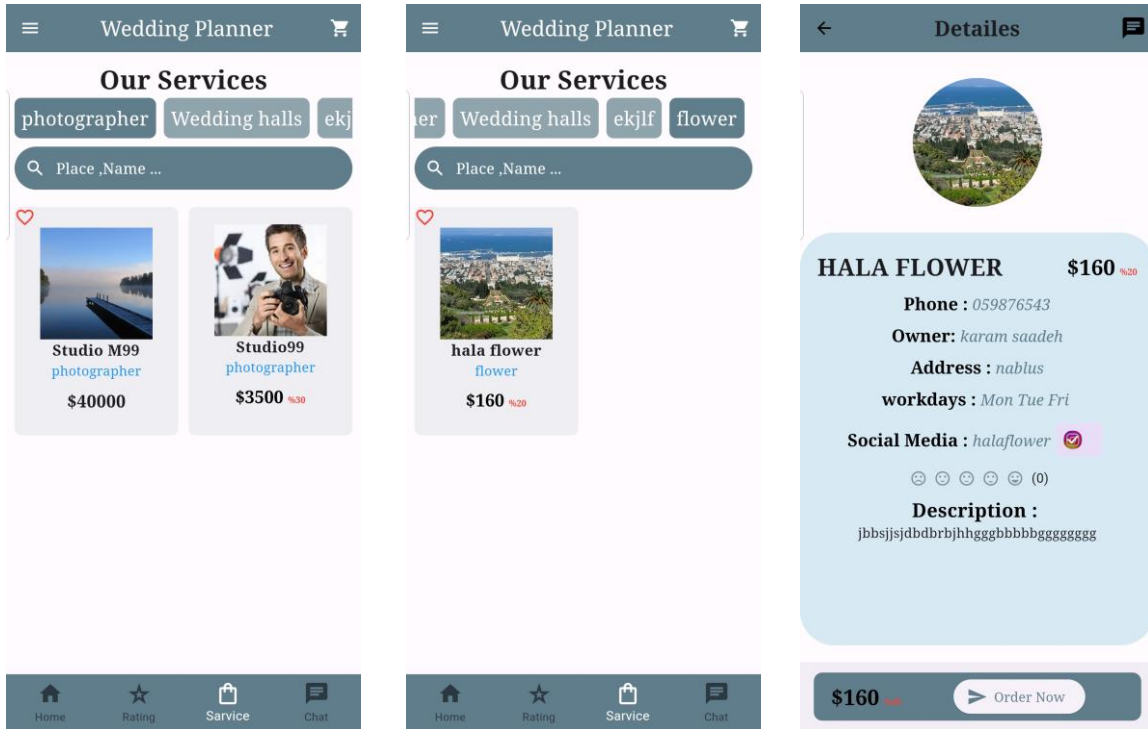 Wedding Planner
Our Services
photographer Wedding halls ekj
Place ,Name ...
Studio M99
photographer
$40000
Studio99
photographer
$3500 %30
Home Rating Sarvice Chat
Wedding Planner
Our Services
er Wedding halls ekjlf flower
Place ,Name ...
hala flower
flower
$160 %20
Home Rating Sarvice Chat
Detailes
HALA FLOWER $160 %20
Phone : 059876543
Owner: karam saadeh
Address : nablus
workdays : Mon Tue Fri
Social Media : halaflower
(0)
Description :
jbbsjjsjdbdbrbjhhgggbbbbbgggggggg
$160 Order Now